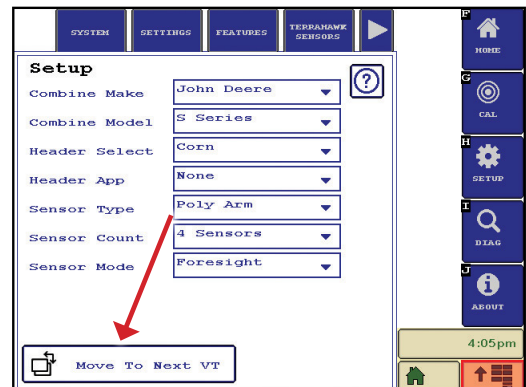 SYSTEM
SETTINGS
FEATURES
TERRAHAWK
SENSORS
Setup
?
Combine Make John Deere
Combine Model S Series
Header Select Corn
Header App None
Sensor Type Poly Arm
Sensor Count 4 Sensors
Sensor Mode Foresight
Move To Next VT
F
HOME
G
CAL
H
SETUP
I
DIAG
J
i
ABOUT
4:05pm